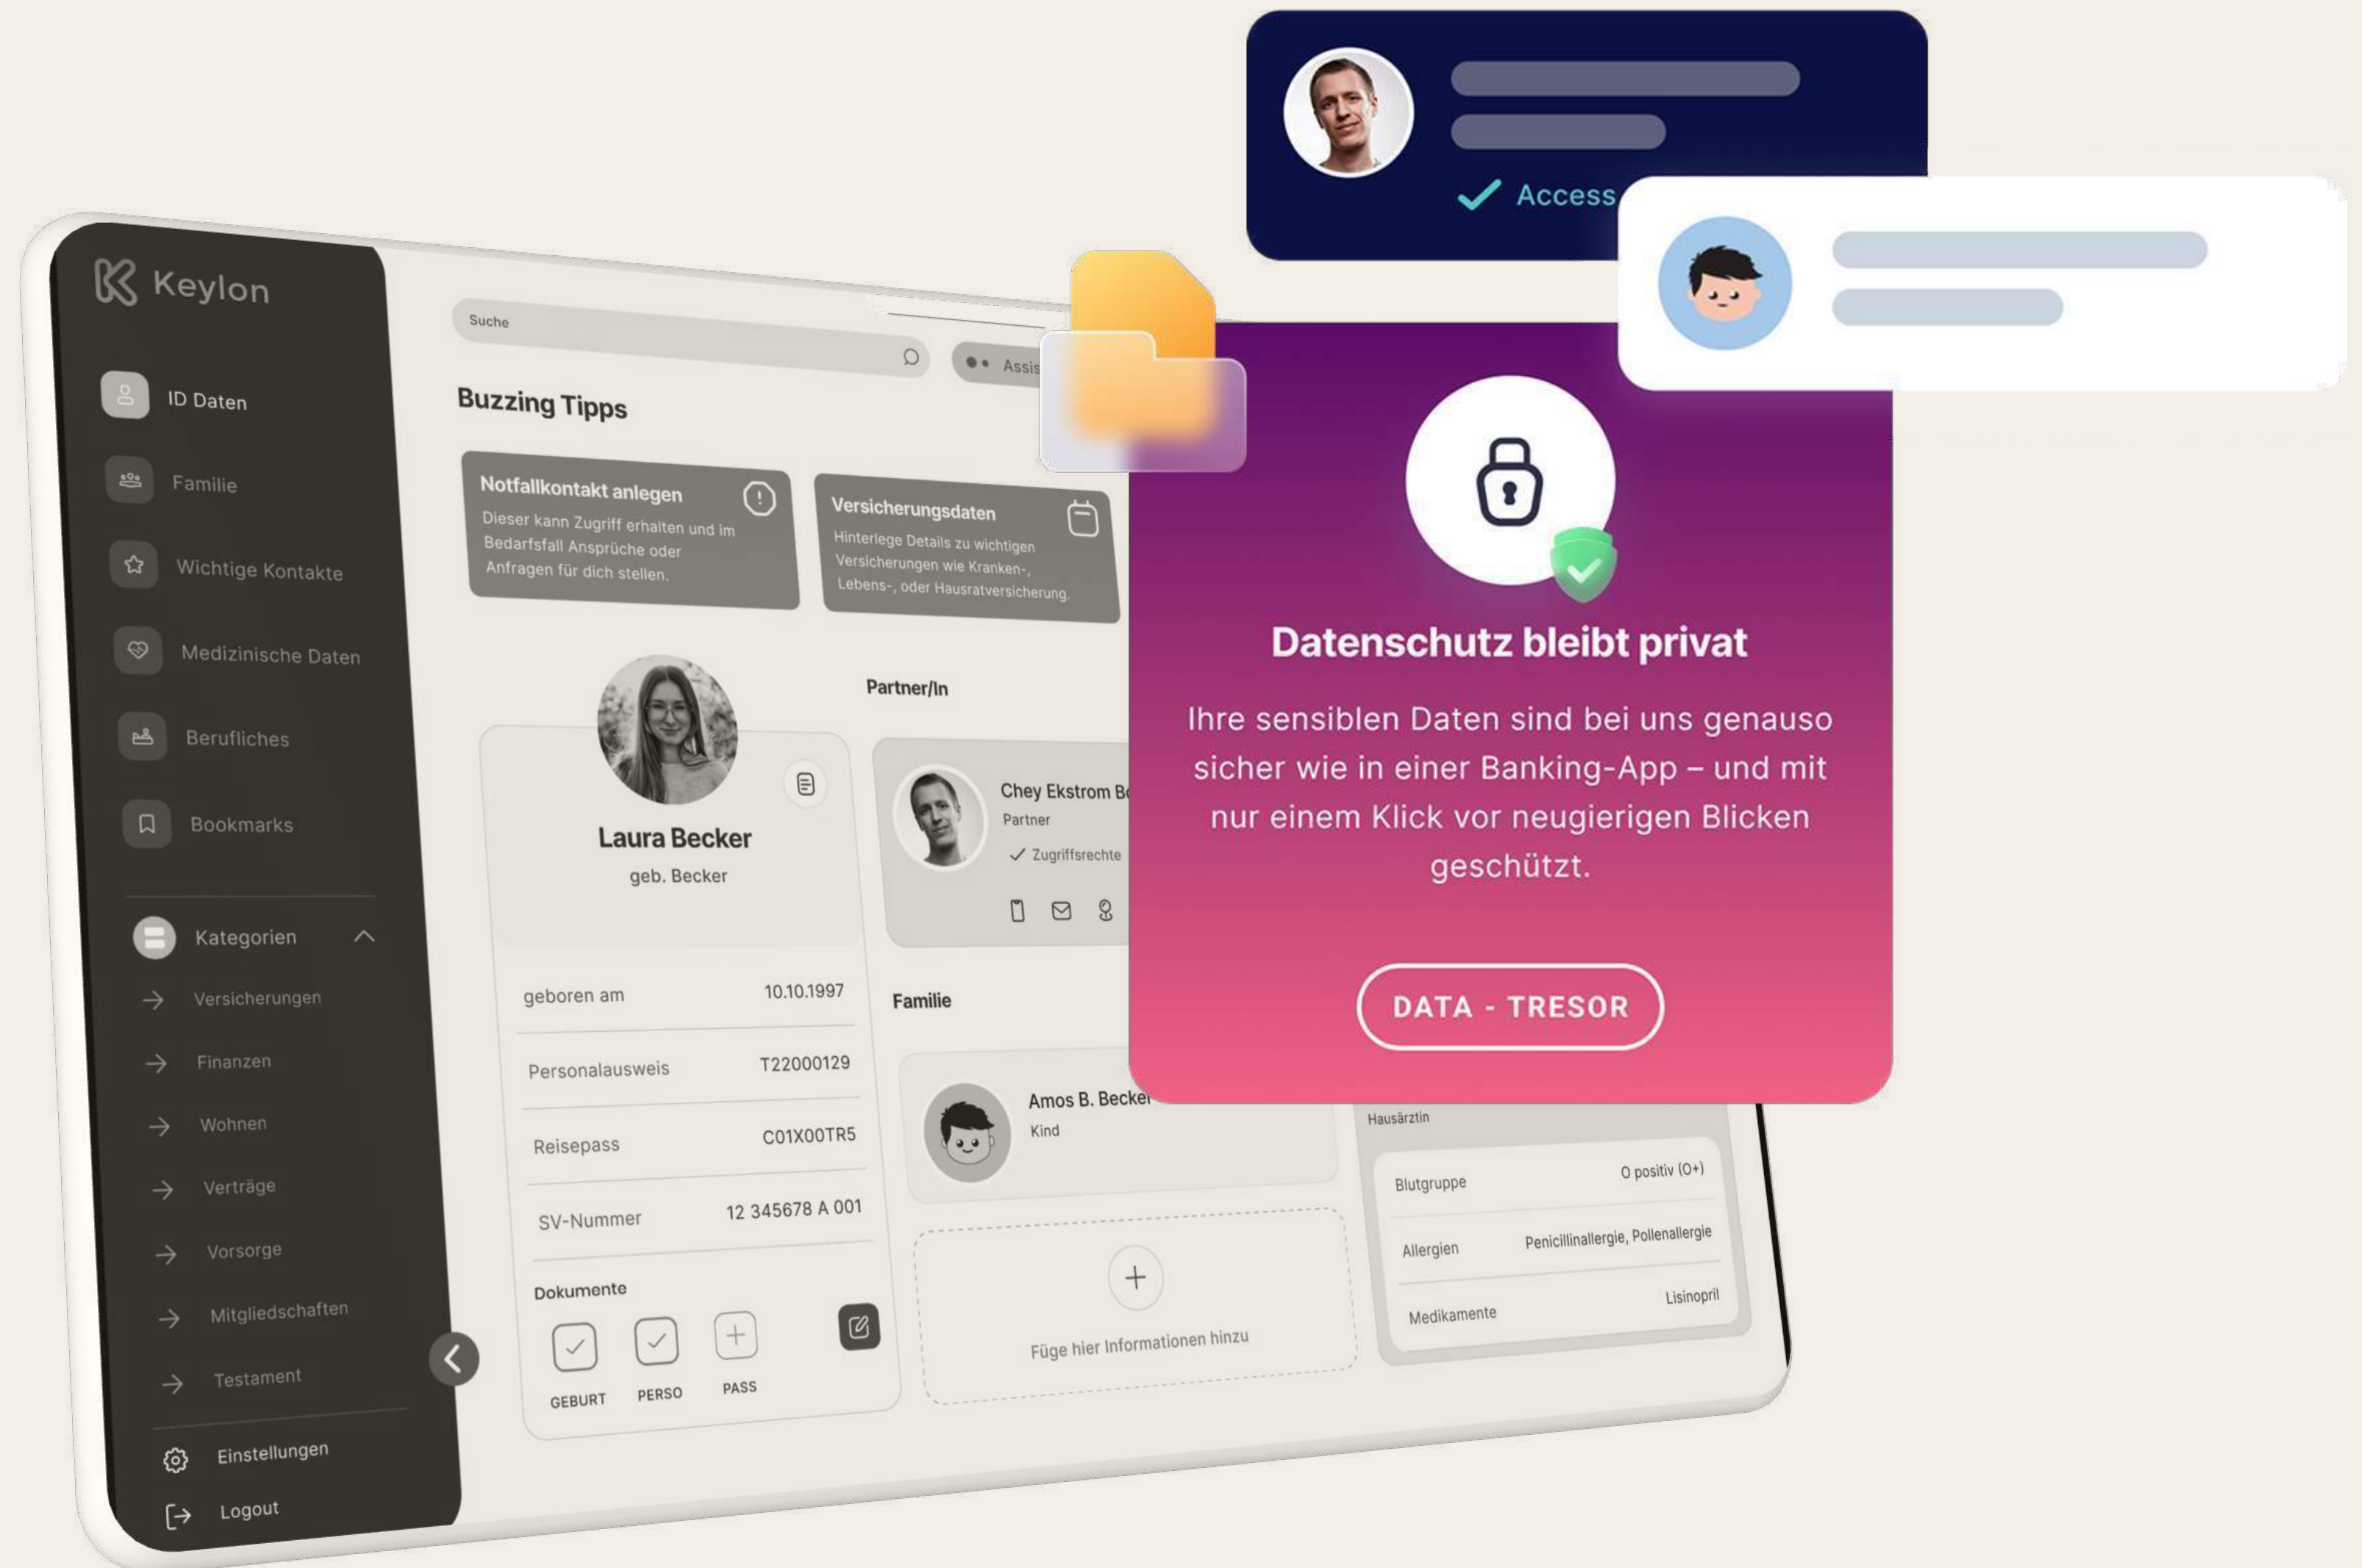 Access
Keylon
ID Daten
Familie
Wichtige Kontakte
Medizinische Daten
Berufliches
Bookmarks
Kategorien
Versicherungen
Finanzen
Wohnen
Verträge
Vorsorge
Mitgliedschaften
Testament
Einstellungen
Logout
Suche
Buzzing Tipps
Notfallkontakt anlegen
Dieser kann Zugriff erhalten und im
Bedarfsfall Ansprüche oder
Anfragen für dich stellen.
Versicherungsdaten
Hinterlege Details zu wichtigen
Versicherungen wie Kranken-,
Lebens-, oder Hausratversicherung.
Laura Becker
geb. Becker
geboren am 10.10.1997
Personalausweis T22000129
Reisepass C01X00TR5
SV-Nummer 12 345678 A 001
Dokumente
GEBURT PERSO PASS
Partner/In
Chey Ekstrom
Partner
Zugriffsrechte
Familie
Amos B. Becker
Kind
Füge hier Informationen hinzu
Datenschutz bleibt privat
Ihre sensiblen Daten sind bei uns genauso
sicher wie in einer Banking-App – und mit
nur einem Klick vor neugierigen Blicken
geschützt.
DATA - TRESOR
Hausärztin
Blutgruppe O positiv (O+)
Allergien Penicillinallergie, Pollenallergie
Medikamente Lisinopril